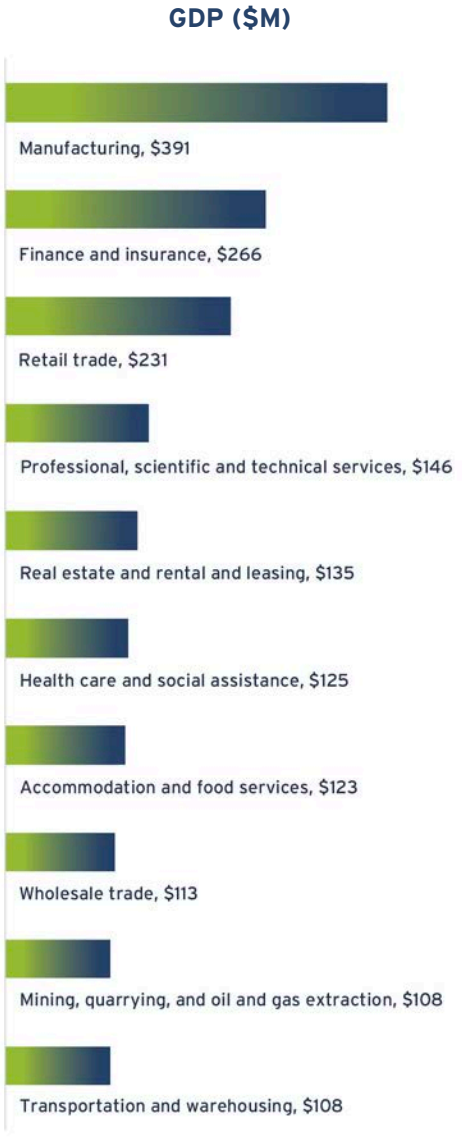 GDP ($M)
Manufacturing, $391
Finance and insurance, $266
Retail trade, $231
Professional, scientific and technical services, $146
Real estate and rental and leasing, $135
Health care and social assistance, $125
Accommodation and food services, $123
Wholesale trade, $113
Mining, quarrying, and oil and gas extraction, $108
Transportation and warehousing, $108